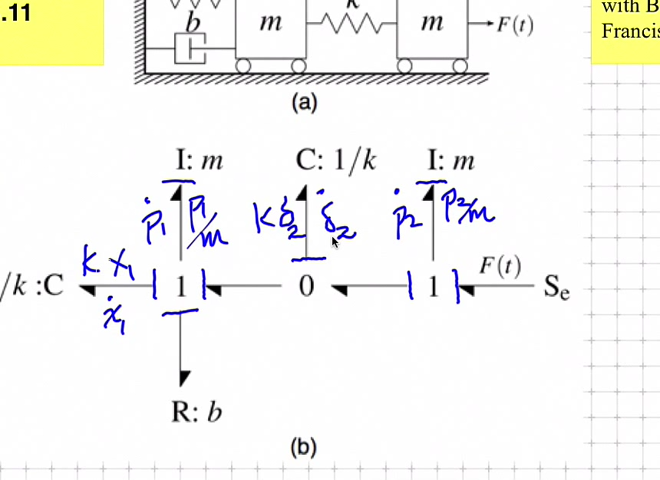 .11
with B
Francis
b
m
k
m
F(t)
(a)
I: m
C: 1/k
I: m
ṗ₁
p₁/m
kδ₂
δ̇₂
ṗ₂
p₂/m
k x₁
F(t)
/k :C
1
0
1
Sₑ
ẋ₁
R: b
(b)